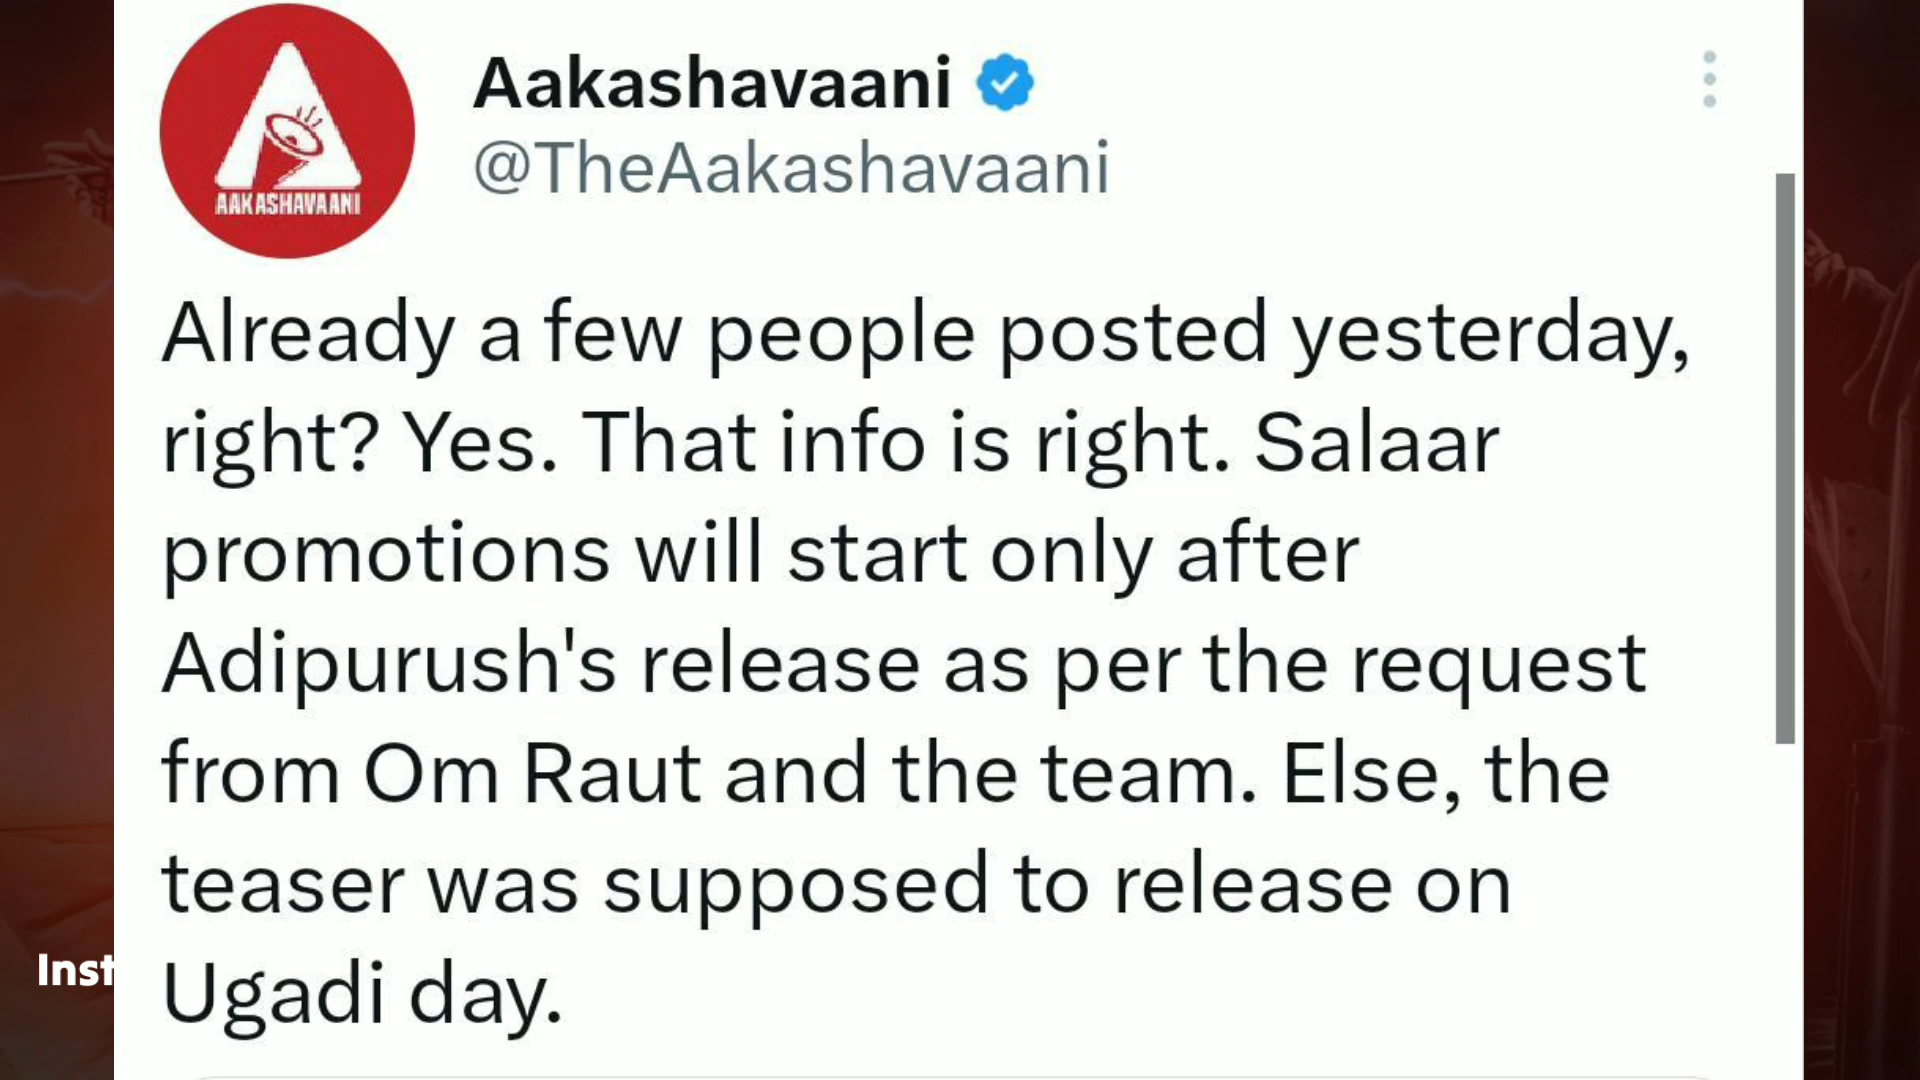 Aakashavaani
@TheAakashavaani
AAKASHAVAANI
Already a few people posted yesterday,
right? Yes. That info is right. Salaar
promotions will start only after
Adipurush's release as per the request
from Om Raut and the team. Else, the
teaser was supposed to release on
Inst
Ugadi day.